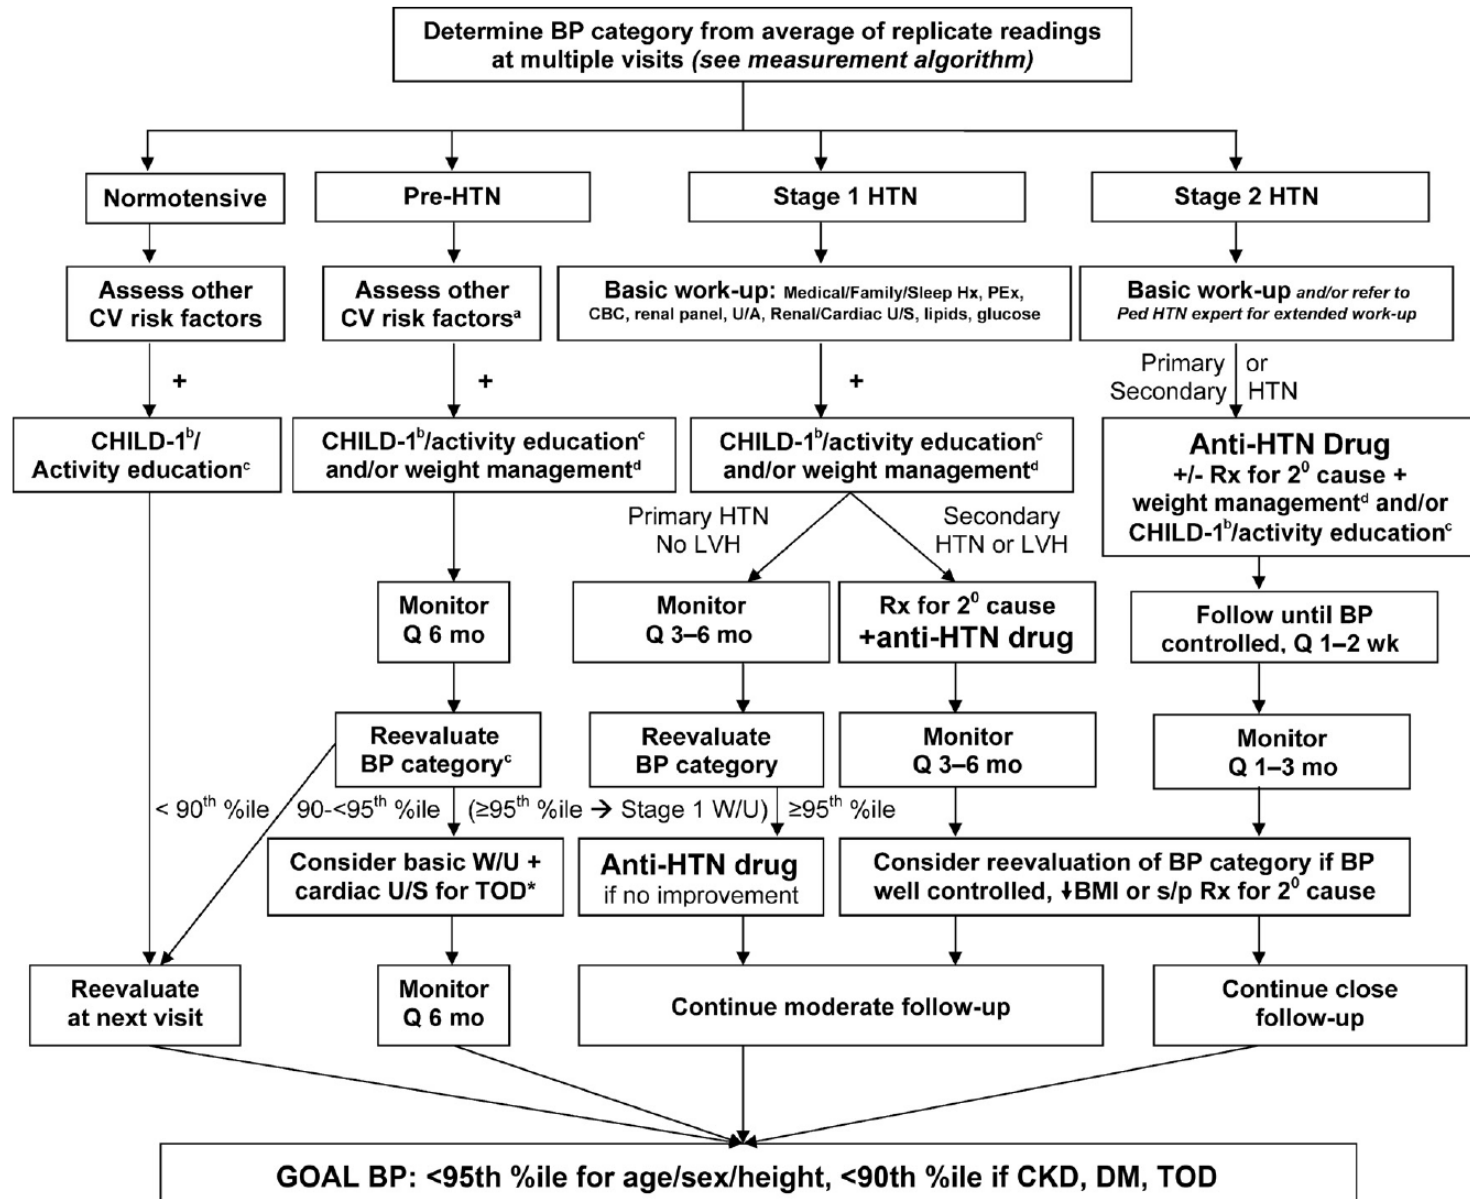 Determine BP category from average of replicate readings
at multiple visits (see measurement algorithm)
Normotensive
Pre-HTN
Stage 1 HTN
Stage 2 HTN
Assess other
CV risk factors
Assess other
CV risk factorsᵃ
Basic work-up: Medical/Family/Sleep Hx, PEx,
CBC, renal panel, U/A, Renal/Cardiac U/S, lipids, glucose
Basic work-up and/or refer to
Ped HTN expert for extended work-up
+
+
+
Primary or
Secondary HTN
CHILD-1ᵇ/
Activity educationᶜ
CHILD-1ᵇ/activity educationᶜ
and/or weight managementᵈ
CHILD-1ᵇ/activity educationᶜ
and/or weight managementᵈ
Anti-HTN Drug
+/- Rx for 2⁰ cause +
weight managementᵈ and/or
CHILD-1ᵇ/activity educationᶜ
Primary HTN
No LVH
Secondary
HTN or LVH
Monitor
Q 6 mo
Monitor
Q 3–6 mo
Rx for 2⁰ cause
+anti-HTN drug
Follow until BP
controlled, Q 1–2 wk
Reevaluate
BP categoryᶜ
Reevaluate
BP category
Monitor
Q 3–6 mo
Monitor
Q 1–3 mo
< 90ᵗʰ %ile
90-<95ᵗʰ %ile
(≥95ᵗʰ %ile → Stage 1 W/U)
≥95ᵗʰ %ile
Consider basic W/U +
cardiac U/S for TOD*
Anti-HTN drug
if no improvement
Consider reevaluation of BP category if BP
well controlled, ↓BMI or s/p Rx for 2⁰ cause
Reevaluate
at next visit
Monitor
Q 6 mo
Continue moderate follow-up
Continue close
follow-up
GOAL BP: <95th %ile for age/sex/height, <90th %ile if CKD, DM, TOD